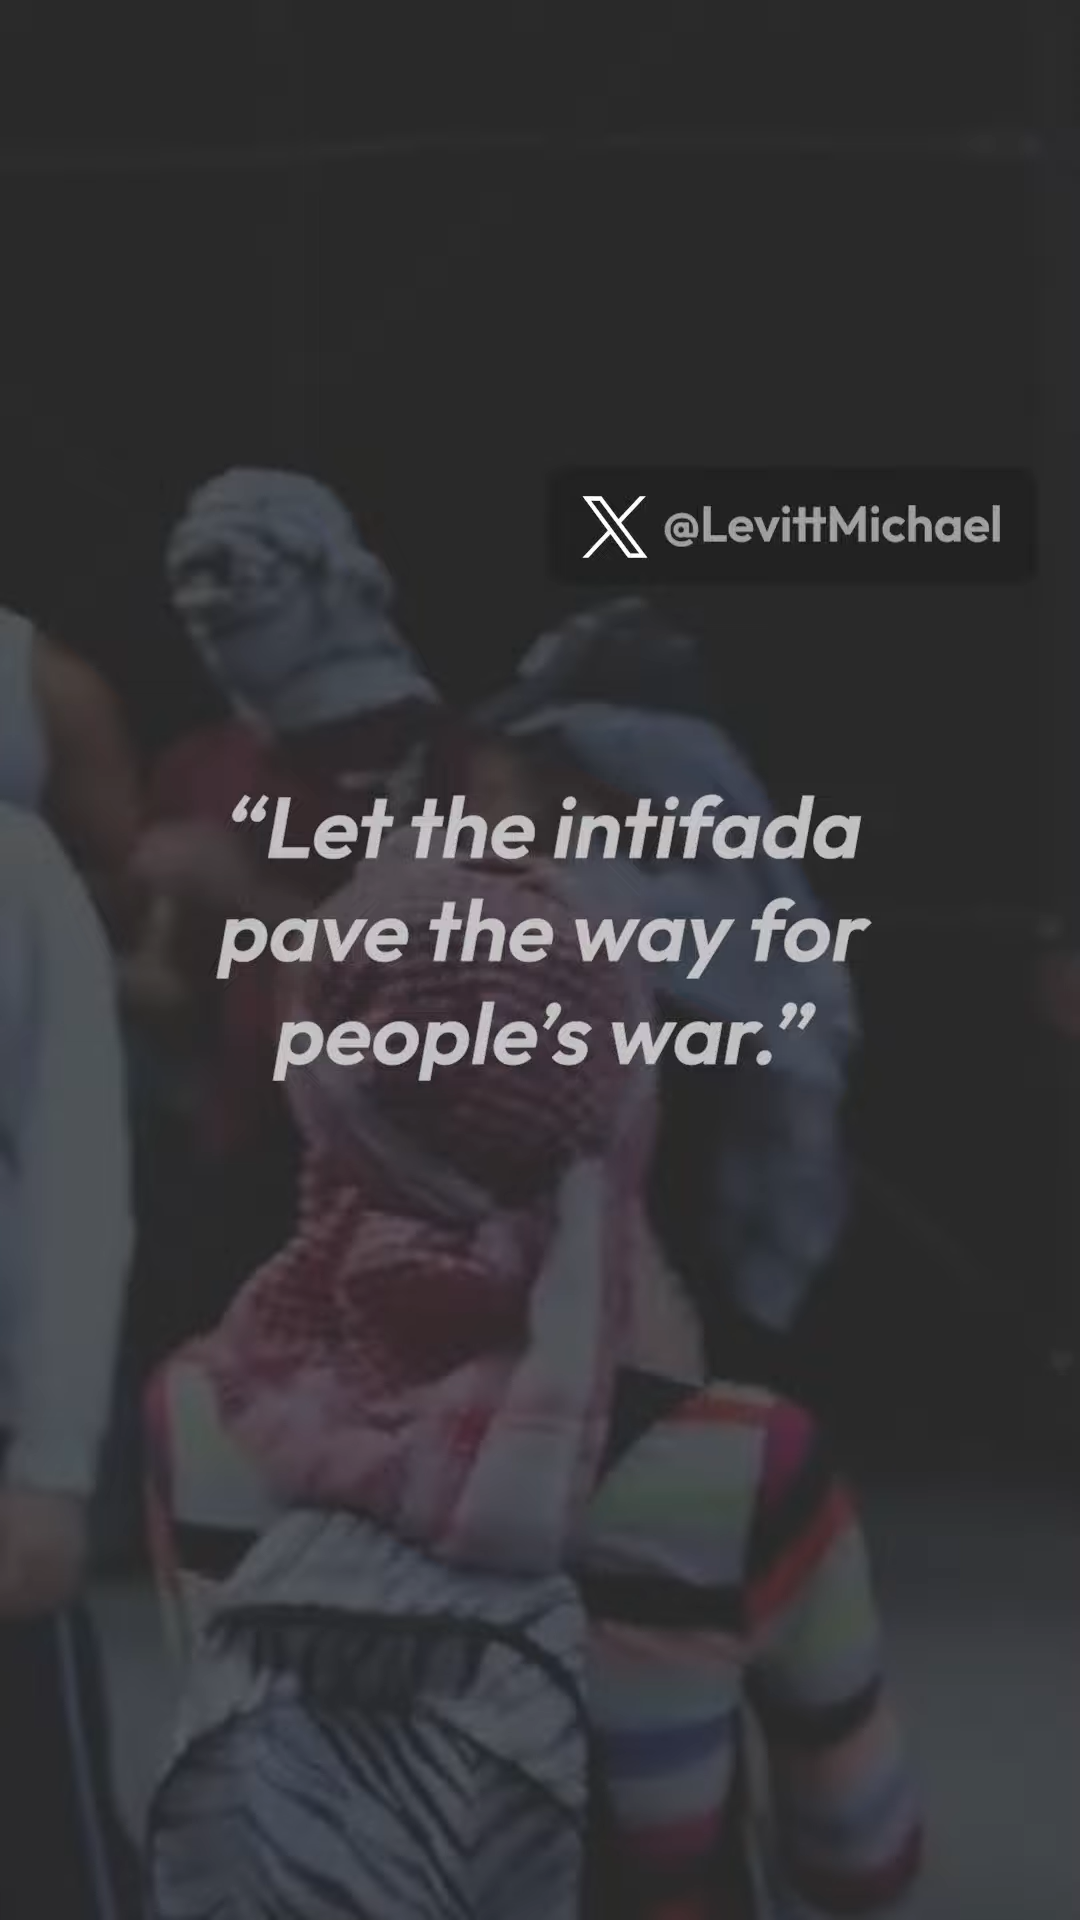 @LevittMichael
“Let the intifada
pave the way for
people’s war.”